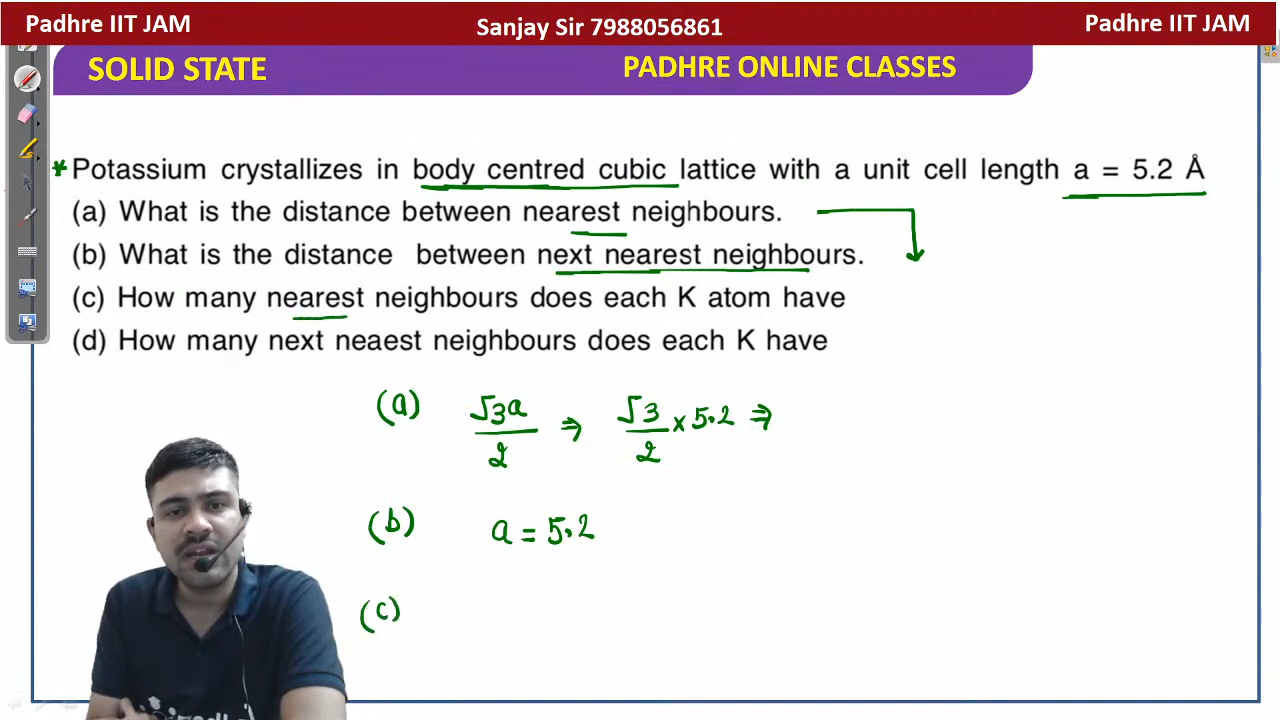 Padhre IIT JAM
Sanjay Sir 7988056861
Padhre IIT JAM
SOLID STATE
PADHRE ONLINE CLASSES
*Potassium crystallizes in body centred cubic lattice with a unit cell length a = 5.2 Å
(a) What is the distance between nearest neighbours.
(b) What is the distance between next nearest neighbours.
(c) How many nearest neighbours does each K atom have
(d) How many next neaest neighbours does each K have
(a) √3a/2 ⇒ √3/2 × 5.2 ⇒
(b) a = 5.2
(c)